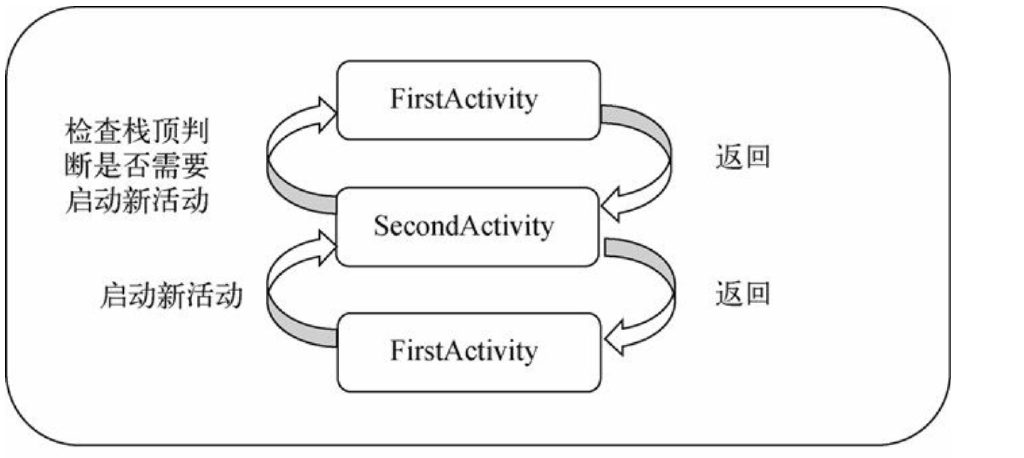 FirstActivity
检查栈顶判
断是否需要
启动新活动
返回
SecondActivity
启动新活动
返回
FirstActivity